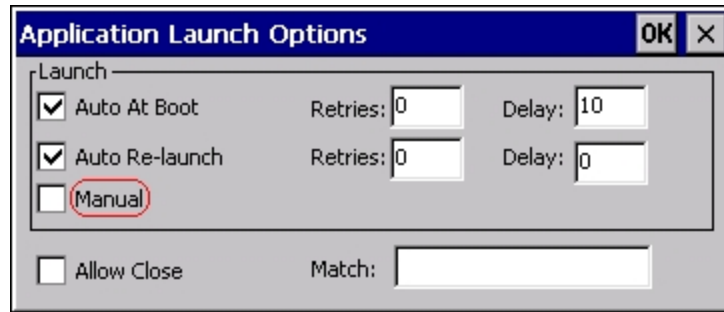 Application Launch Options OK ×
Launch
Auto At Boot Retries: 0 Delay: 10
Auto Re-launch Retries: 0 Delay: 0
Manual
Allow Close Match: